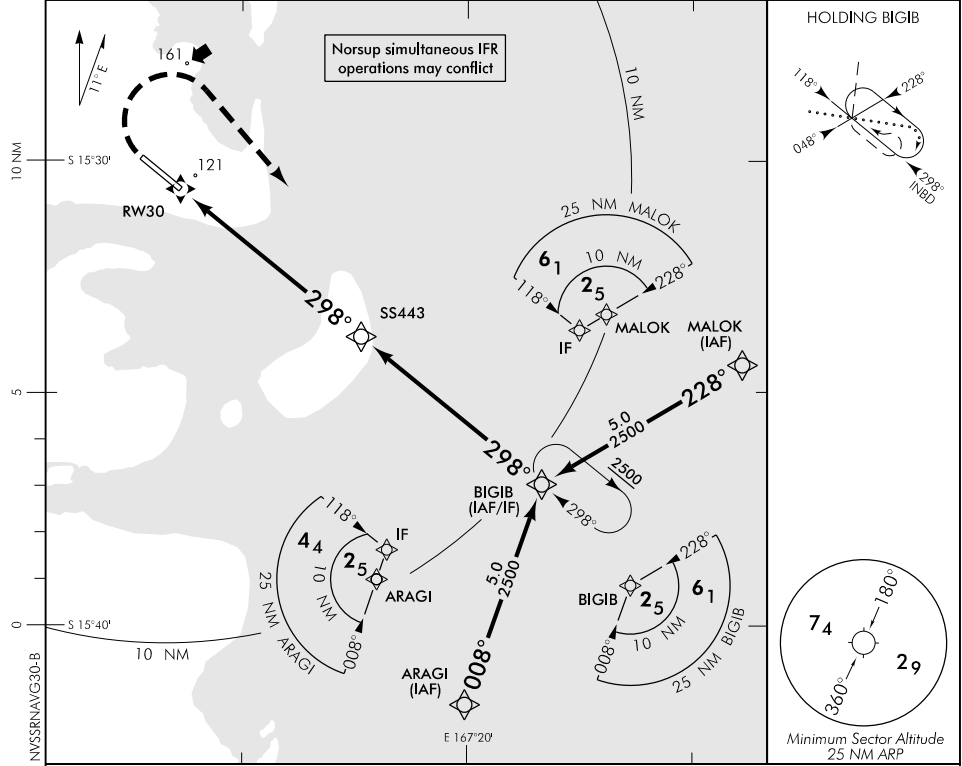 161
11°E
Norsup simultaneous IFR
operations may conflict
10 NM
10 NM
S 15°30'
121
RW30
25 NM MALOK
10 NM
6 1
2 5
118°
228°
IF
MALOK
298°
SS443
MALOK
(IAF)
228°
5.0
2500
5
298°
BIGIB
(IAF/IF)
2500
298°
118°
IF
4 4
2 5
10 NM
25 NM ARAGI
ARAGI
008°
5.0
2500
008°
ARAGI
(IAF)
228°
BIGIB
2 5
6 1
10 NM
25 NM BIGIB
008°
0
S 15°40'
10 NM
E 167°20'
NVSSRNAVG30-B
HOLDING BIGIB
118°
228°
048°
298°
INBD
180°
7 4
2 9
360°
Minimum Sector Altitude
25 NM ARP